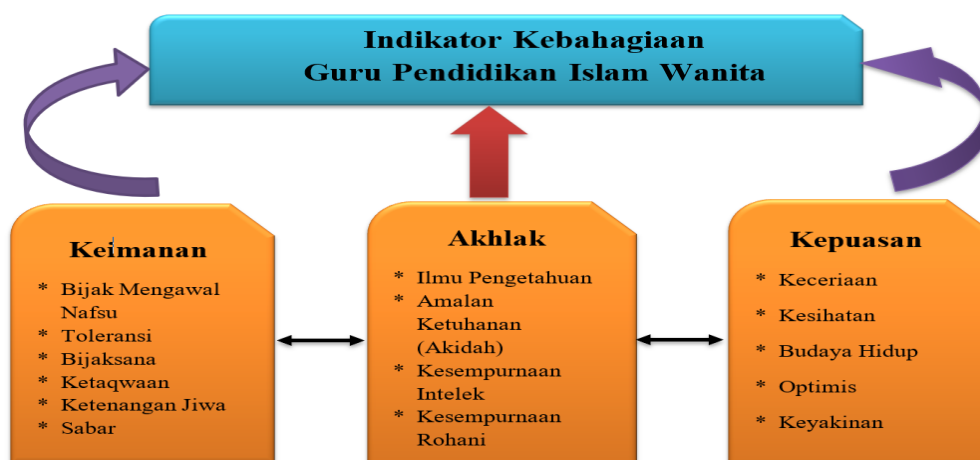 Indikator Kebahagiaan
Guru Pendidikan Islam Wanita
Keimanan
* Bijak Mengawal
Nafsu
* Toleransi
* Bijaksana
* Ketaqwaan
* Ketenangan Jiwa
* Sabar
Akhlak
* Ilmu Pengetahuan
* Amalan
Ketuhanan
(Akidah)
* Kesempurnaan
Intelek
* Kesempurnaan
Rohani
Kepuasan
* Keceriaan
* Kesihatan
* Budaya Hidup
* Optimis
* Keyakinan